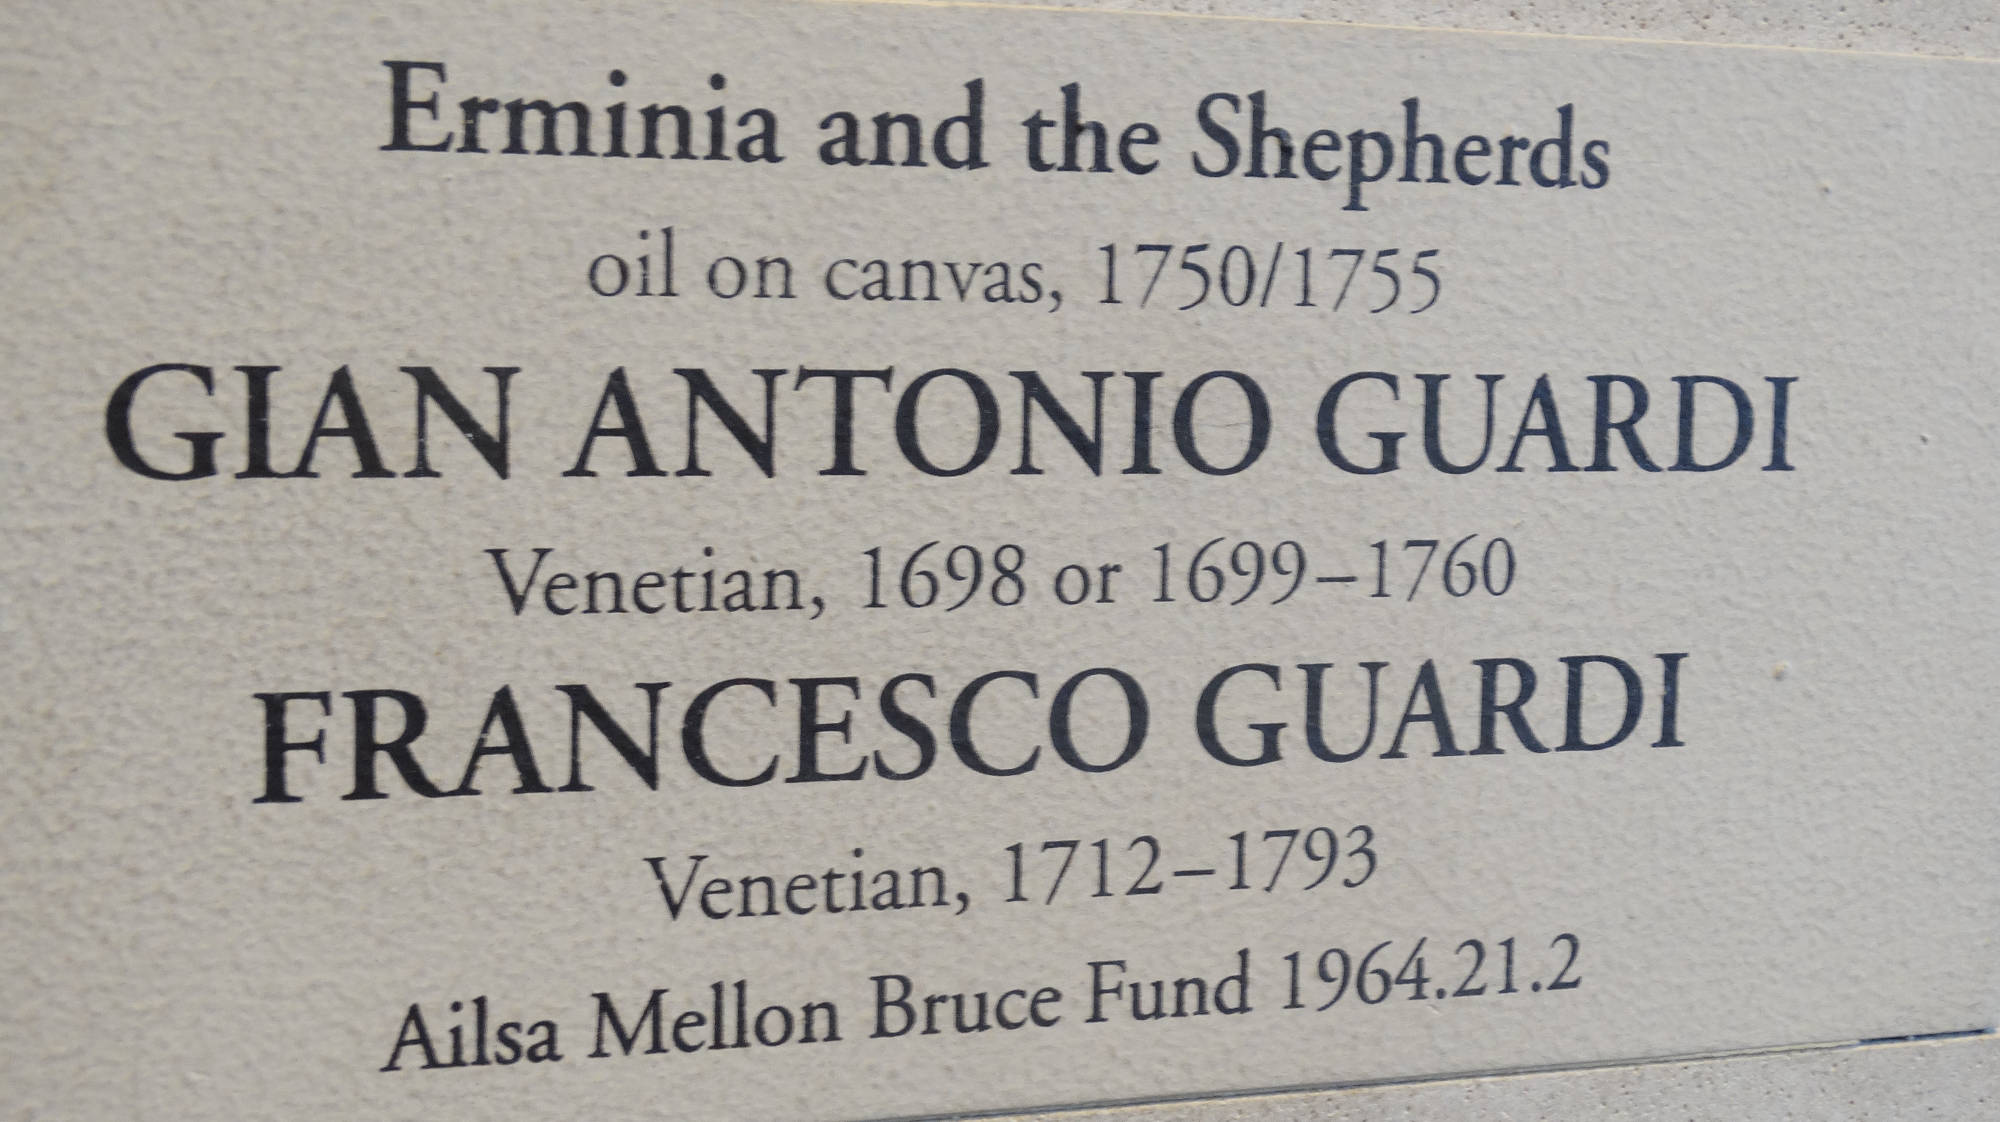 Erminia and the Shepherds
oil on canvas, 1750/1755
GIAN ANTONIO GUARDI
Venetian, 1698 or 1699–1760
FRANCESCO GUARDI
Venetian, 1712–1793
Ailsa Mellon Bruce Fund 1964.21.2